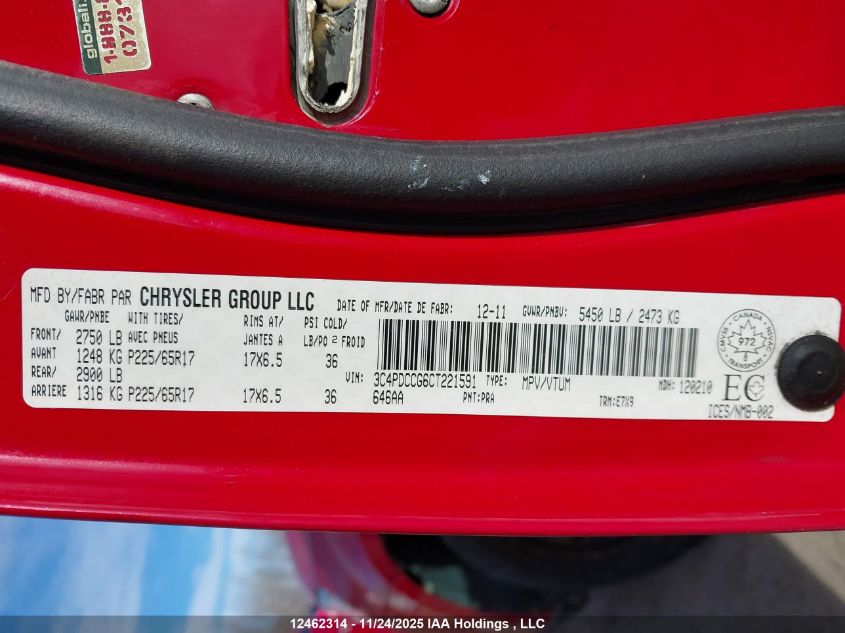 MFD BY/FABR PAR CHRYSLER GROUP LLC DATE OF MFR/DATE DE FABR: 12-11 GVWR/PNBV: 5450 LB / 2473 KG
GAWR/PNBE WITH TIRES/ RIMS AT/ PSI COLD/
FRONT/ 2750 LB AVEC PNEUS JANTES A LB/PO 2 FROID
AVANT 1248 KG P225/65R17 17X6.5 36
REAR/ 2900 LB
ARRIERE 1316 KG P225/65R17 17X6.5 36
VIN: 3C4PDCCG6CT221591 TYPE: MPV/VTUM MDH: 120210
646AA PNT:PRA TRM:E7X9
CANADA
972
TRANSPORT
EC
ICES/NMB-002
12462314 - 11/24/2025 IAA Holdings , LLC